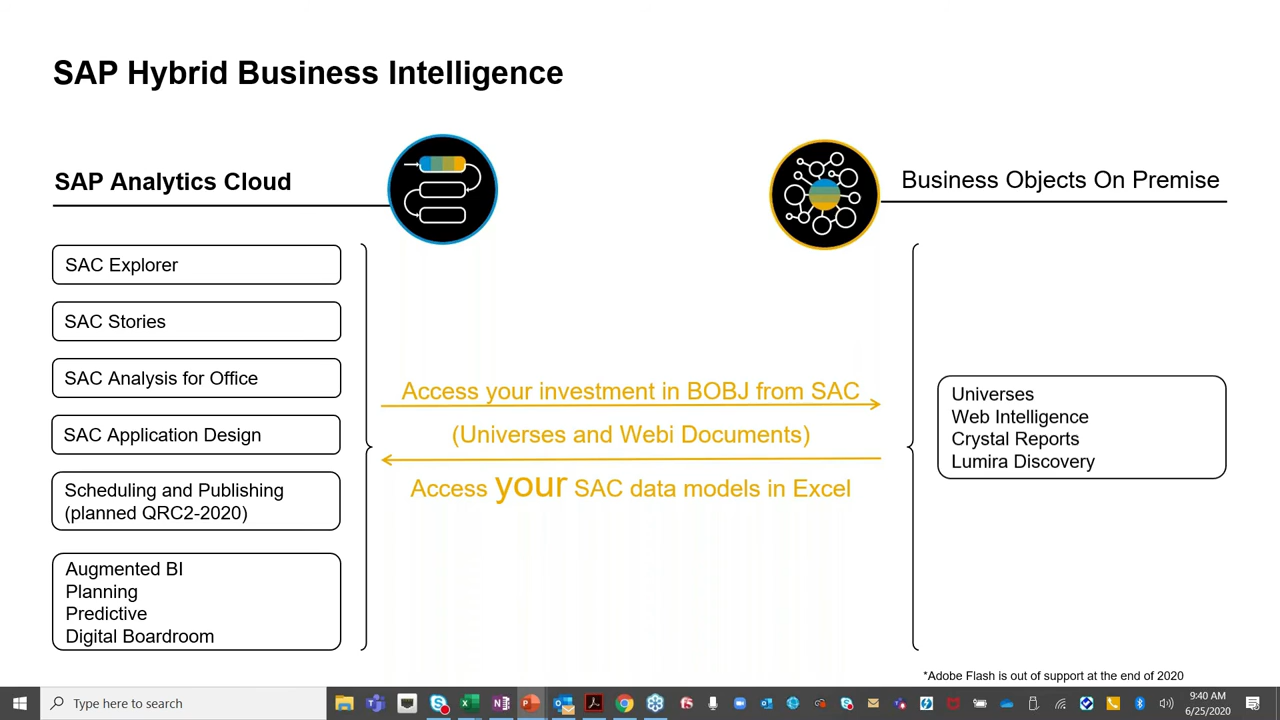 SAP Hybrid Business Intelligence
SAP Analytics Cloud
Business Objects On Premise
SAC Explorer
SAC Stories
SAC Analysis for Office
SAC Application Design
Scheduling and Publishing
(planned QRC2-2020)
Augmented BI
Planning
Predictive
Digital Boardroom
Access your investment in BOBJ from SAC
(Universes and Webi Documents)
Access your SAC data models in Excel
Universes
Web Intelligence
Crystal Reports
Lumira Discovery
*Adobe Flash is out of support at the end of 2020
Type here to search
9:40 AM
6/25/2020